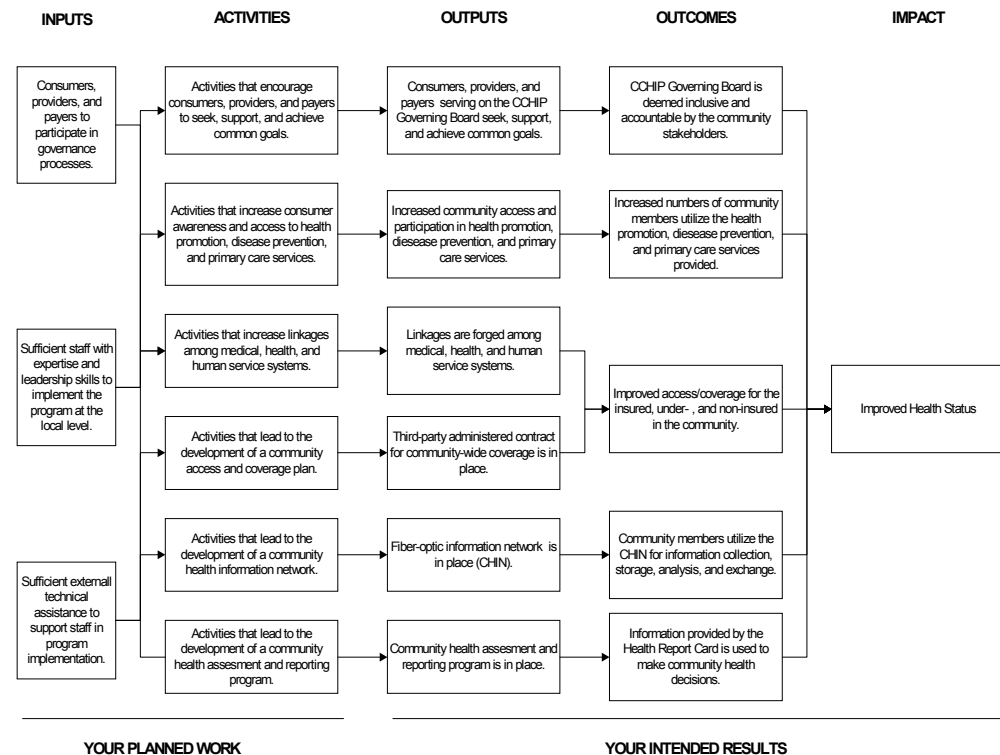 INPUTS
ACTIVITIES
OUTPUTS
OUTCOMES
IMPACT
Consumers,
providers, and
payers to
participate in
governance
processes.
Activities that encourage
consumers, providers, and payers
to seek, support, and achieve
common goals.
Consumers, providers, and
payers serving on the CCHIP
Governing Board seek, support,
and achieve common goals.
CCHIP Governing Board is
deemed inclusive and
accountable by the community
stakeholders.
Activities that increase consumer
awareness and access to health
promotion, disease prevention,
and primary care services.
Increased community access and
participation in health promotion,
diesease prevention, and primary
care services.
Increased numbers of community
members utilize the health
promotion, diesease prevention,
and primary care services
provided.
Sufficient staff with
expertise and
leadership skills to
implement the
program at the
local level.
Activities that increase linkages
among medical, health, and
human service systems.
Linkages are forged among
medical, health, and human
service systems.
Improved access/coverage for the
insured, under- , and non-insured
in the community.
Improved Health Status
Activities that lead to the
development of a community
access and coverage plan.
Third-party administered contract
for community-wide coverage is in
place.
Sufficient externall
technical
assistance to
support staff in
program
implementation.
Activities that lead to the
development of a community
health information network.
Fiber-optic information network is
in place (CHIN).
Community members utilize the
CHIN for information collection,
storage, analysis, and exchange.
Activities that lead to the
development of a community
health assesment and reporting
program.
Community health assesment and
reporting program is in place.
Information provided by the
Health Report Card is used to
make community health
decisions.
YOUR PLANNED WORK
YOUR INTENDED RESULTS